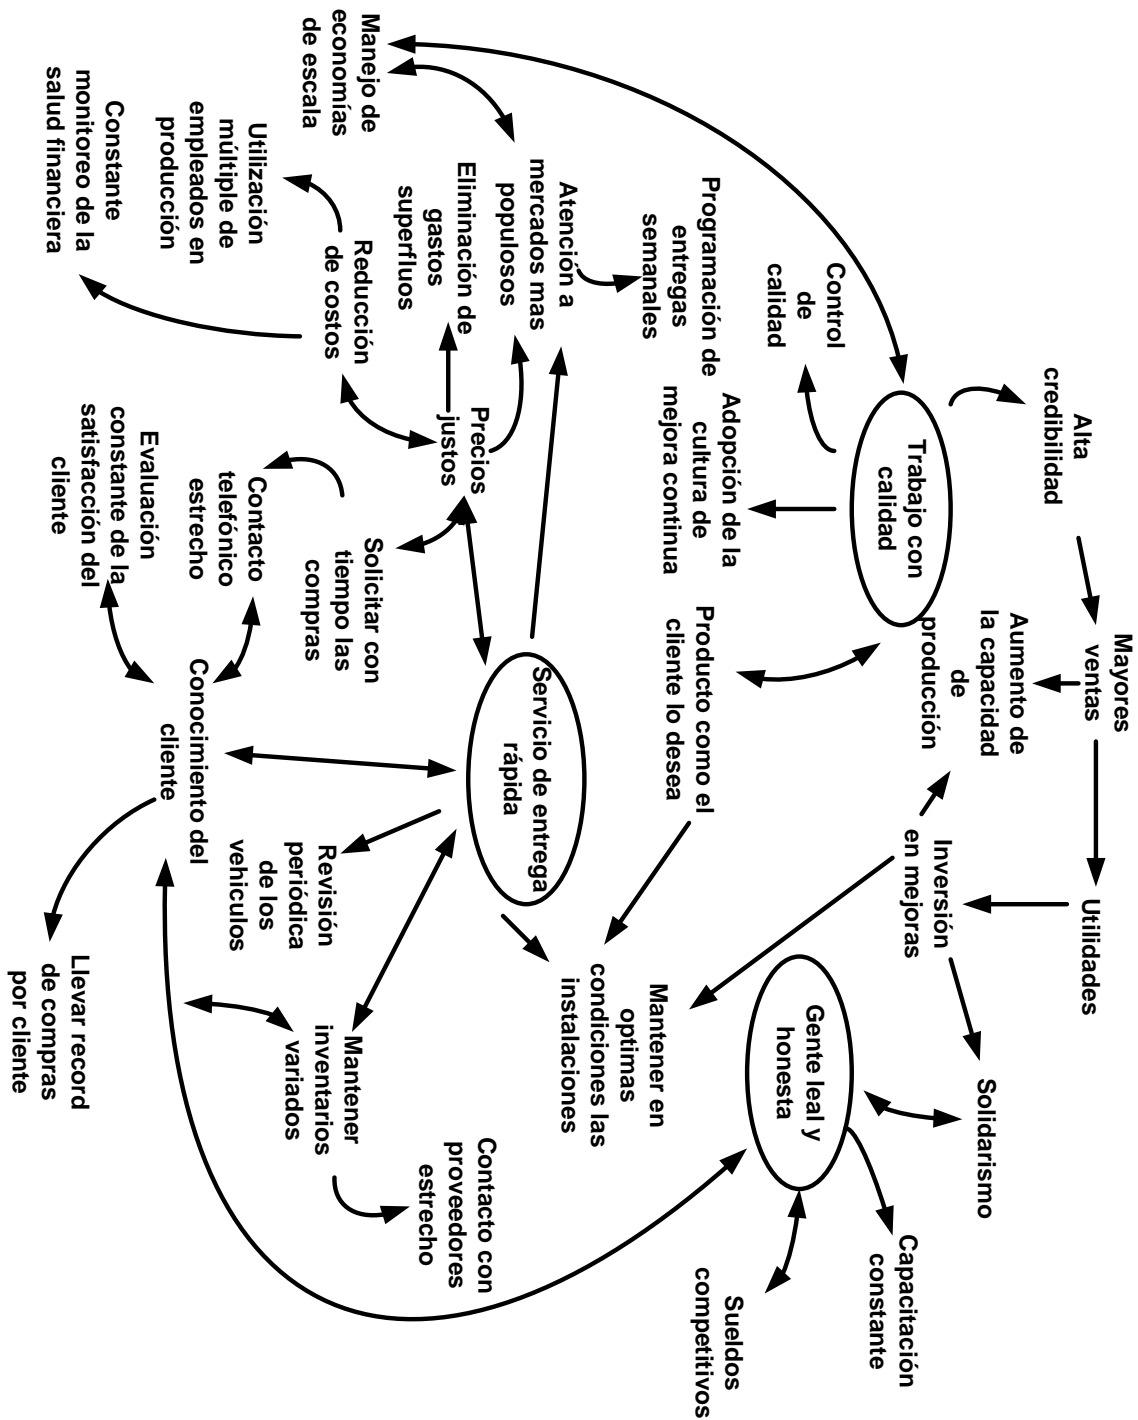 Mayores
ventas
Utilidades
Alta
credibilidad
Aumento de
la capacidad
de
producción
Inversión
en mejoras
Solidarismo
Trabajo con
calidad
Control
de
calidad
Gente leal y
honesta
Capacitación
constante
Programación de
entregas
semanales
Adopción de la
cultura de
mejora continua
Producto como el
cliente lo desea
Mantener en
optimas
condiciones las
instalaciones
Sueldos
competitivos
Atención a
mercados mas
populosos
Servicio de entrega
rápida
Eliminación de
gastos
superfluos
Precios
justos
Contacto con
proveedores
estrecho
Manejo de
economías
de escala
Reducción
de costos
Solicitar con
tiempo las
compras
Revisión
periódica
de los
vehiculos
Mantener
inventarios
variados
Utilización
múltiple de
empleados en
producción
Contacto
telefónico
estrecho
Conocimiento del
cliente
Constante
monitoreo de la
salud financiera
Evaluación
constante de la
satisfacción del
cliente
Llevar record
de compras
por cliente